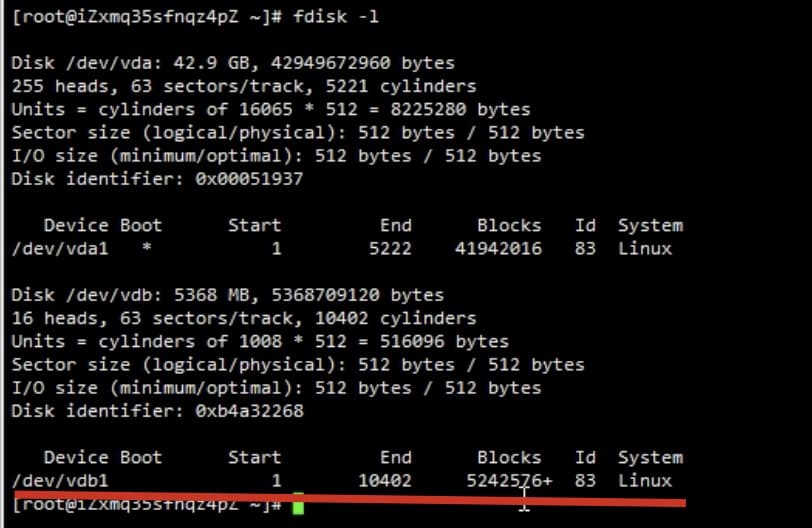 [root@iZxmq35sfnqz4pZ ~]# fdisk -l
Disk /dev/vda: 42.9 GB, 42949672960 bytes
255 heads, 63 sectors/track, 5221 cylinders
Units = cylinders of 16065 * 512 = 8225280 bytes
Sector size (logical/physical): 512 bytes / 512 bytes
I/O size (minimum/optimal): 512 bytes / 512 bytes
Disk identifier: 0x00051937
Device Boot Start End Blocks Id System
/dev/vda1 * 1 5222 41942016 83 Linux
Disk /dev/vdb: 5368 MB, 5368709120 bytes
16 heads, 63 sectors/track, 10402 cylinders
Units = cylinders of 1008 * 512 = 516096 bytes
Sector size (logical/physical): 512 bytes / 512 bytes
I/O size (minimum/optimal): 512 bytes / 512 bytes
Disk identifier: 0xb4a32268
Device Boot Start End Blocks Id System
/dev/vdb1 1 10402 5242576+ 83 Linux
[root@iZxmq35sfnqz4pZ ~]#